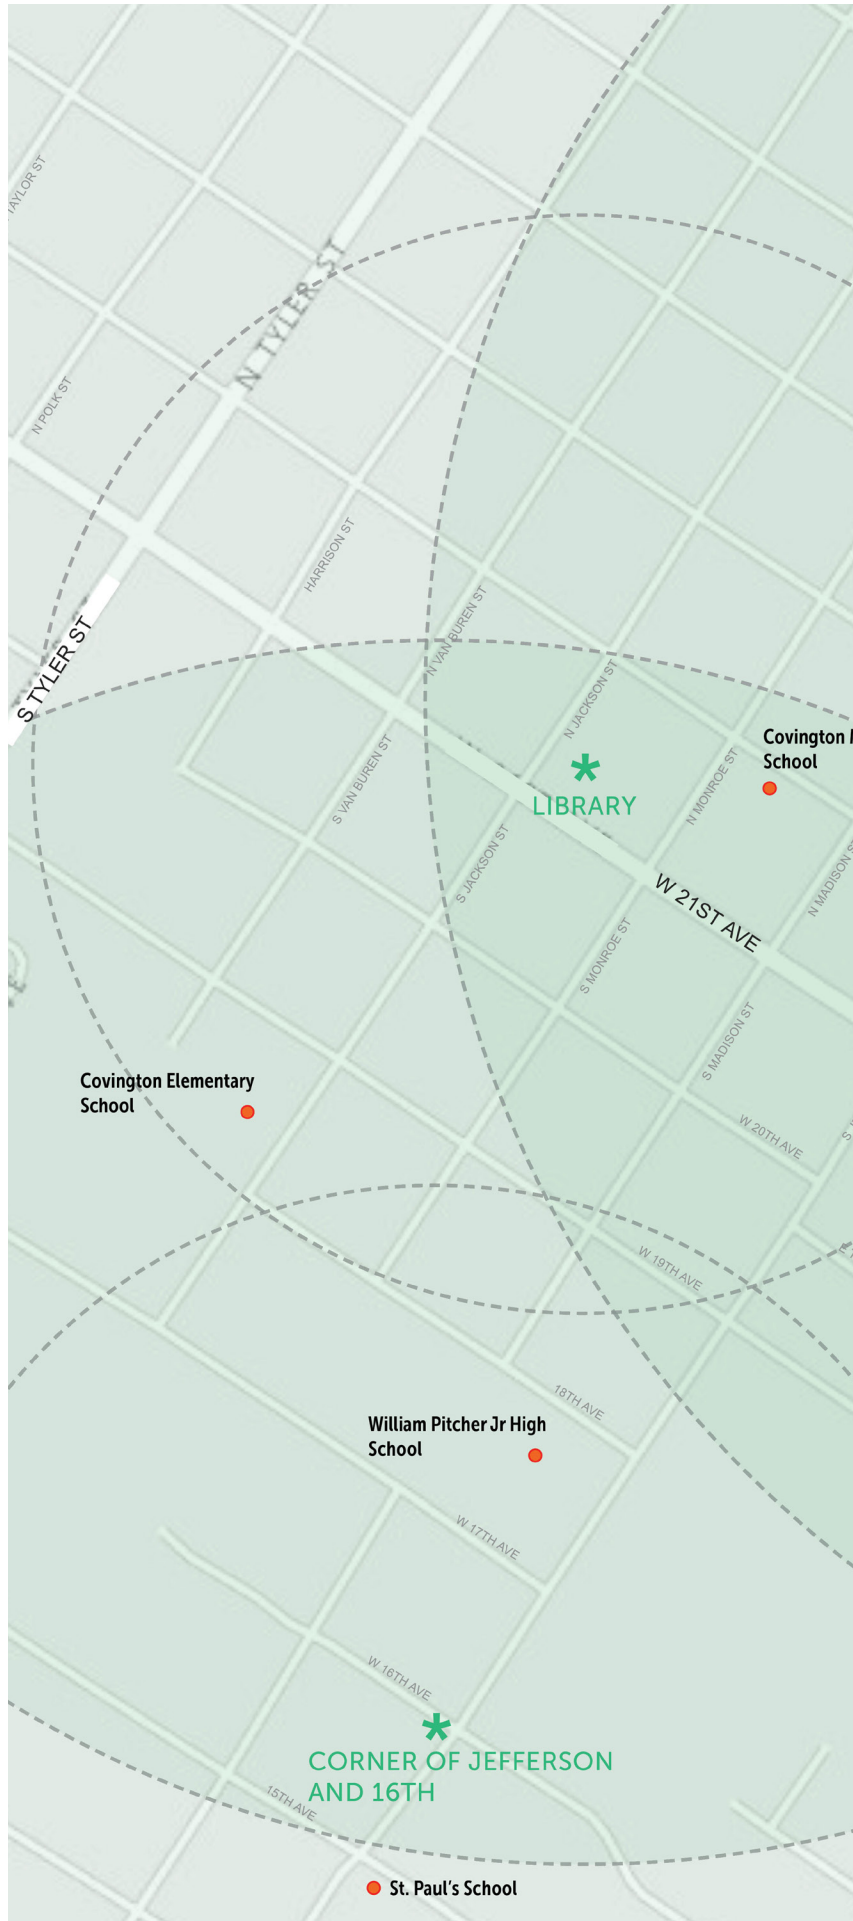 TAYLOR ST
N TYLER ST
N POLK ST
HARRISON ST
S TYLER ST
N VAN BUREN ST
N JACKSON ST
S VAN BUREN ST
Covington
School
LIBRARY
N MONROE ST
S JACKSON ST
W 21ST AVE
N MADISON ST
S MONROE ST
S MADISON ST
Covington Elementary
School
W 20TH AVE
W 19TH AVE
18TH AVE
William Pitcher Jr High
School
W 17TH AVE
W 16TH AVE
CORNER OF JEFFERSON
AND 16TH
15TH AVE
St. Paul's School